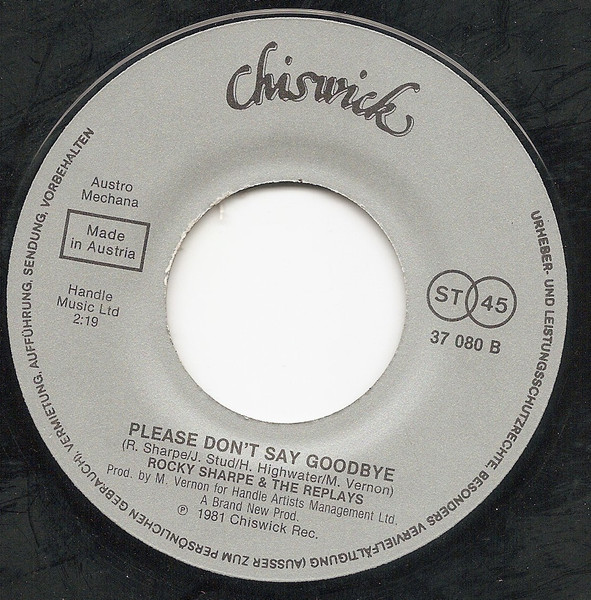 Chiswick
Austro
Mechana
Made
in Austria
Handle
Music Ltd
2:19
ST 45
37 080 B
PLEASE DON'T SAY GOODBYE
(R. Sharpe/J. Stud/H. Highwater/M. Vernon)
ROCKY SHARPE & THE REPLAYS
Prod. by M. Vernon for Handle Artists Management Ltd.
A Brand New Prod.
℗ 1981 Chiswick Rec.
URHEBER- UND LEISTUNGSSCHUTZRECHTE, BESONDERS VERVIELFÄLTIGUNG (AUSSER ZUM PERSÖNLICHEN GEBRAUCH), VERMIETUNG, AUFFÜHRUNG, SENDUNG, VORBEHALTEN